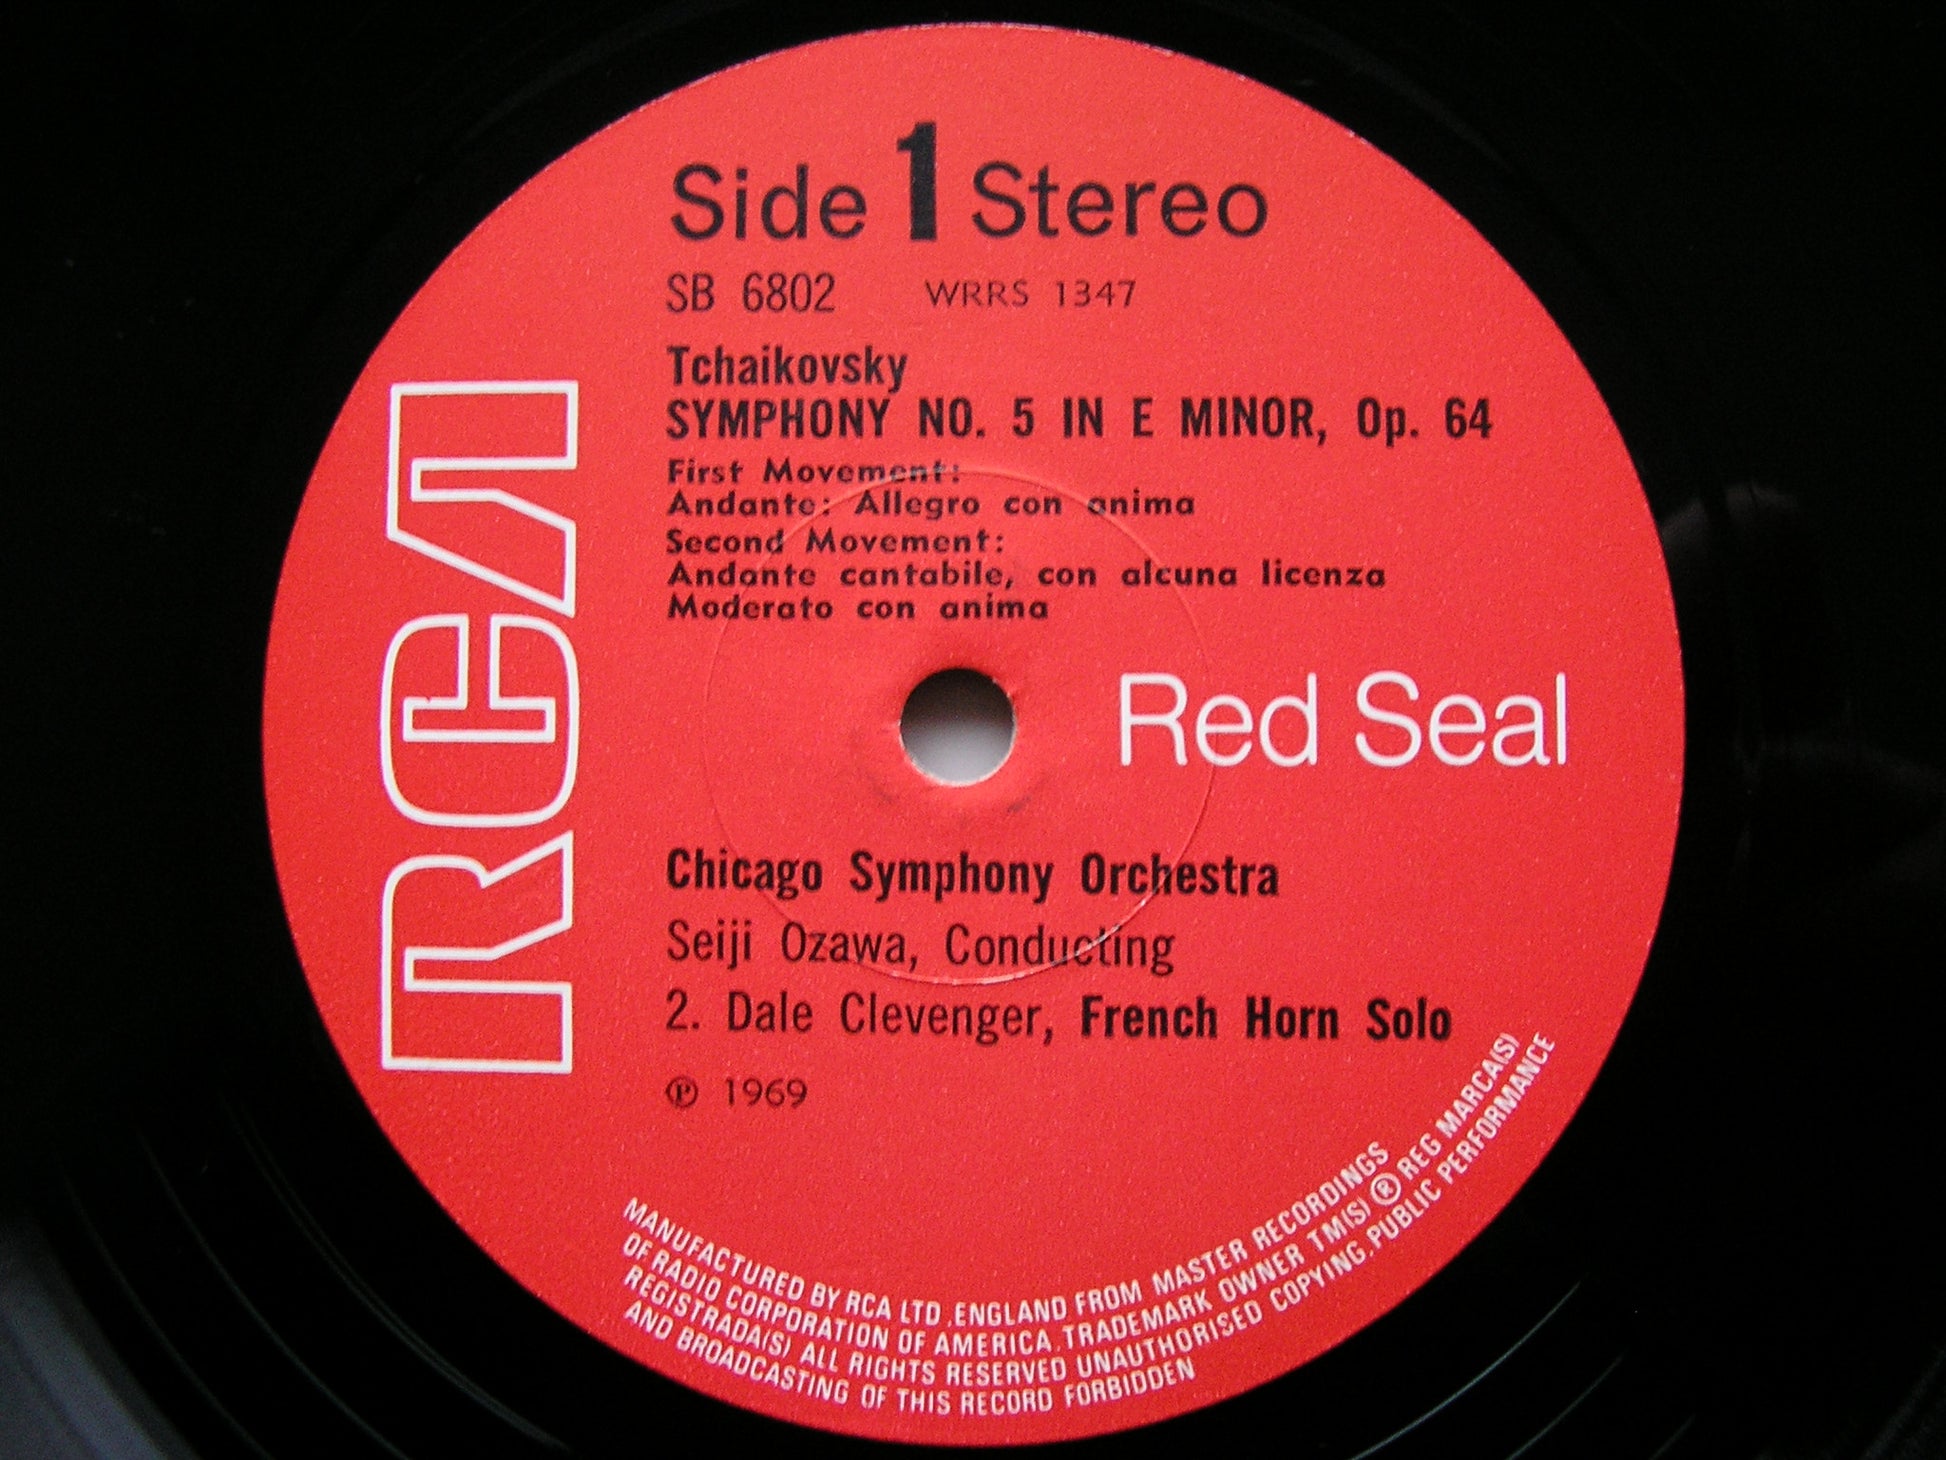 Side 1 Stereo
SB 6802 WRRS 1347
Tchaikovsky
SYMPHONY NO. 5 IN E MINOR, Op. 64
First Movement:
Andante: Allegro con anima
Second Movement:
Andante cantabile, con alcuna licenza
Moderato con anima
RCA
Red Seal
Chicago Symphony Orchestra
Seiji Ozawa, Conducting
2. Dale Clevenger, French Horn Solo
℗ 1969
MANUFACTURED BY RCA LTD., ENGLAND FROM MASTER RECORDINGS
OF RADIO CORPORATION OF AMERICA. TRADEMARK OWNER TM(S) ® REG MARCA(S)
REGISTRADA(S) ALL RIGHTS RESERVED UNAUTHORISED COPYING, PUBLIC PERFORMANCE
AND BROADCASTING OF THIS RECORD FORBIDDEN